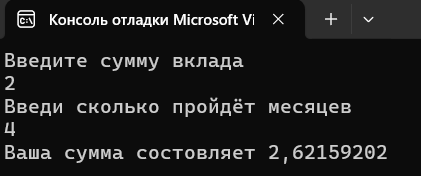 Консоль отладки Microsoft Vi
Введите сумму вклада
2
Введи сколько пройдёт месяцев
4
Ваша сумма состовляет 2,62159202